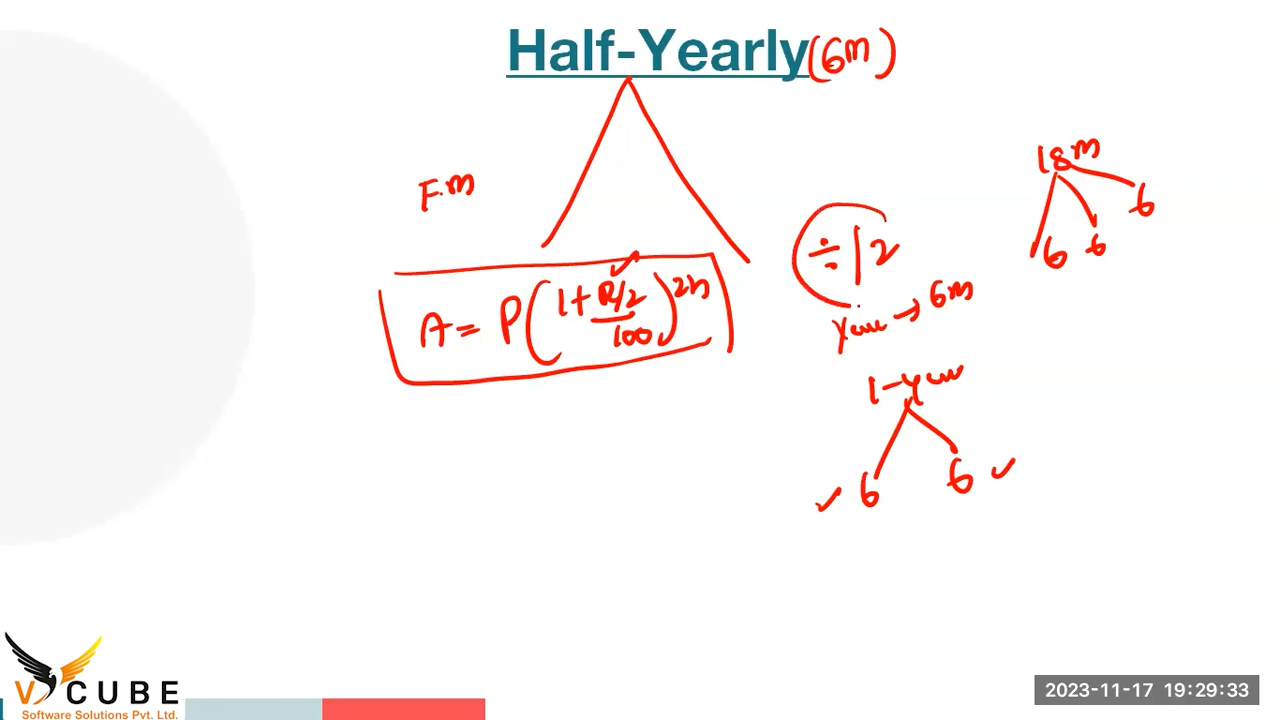 Half-Yearly (6m)
F.m
A = P(1 + R/2/100)^2n
÷ | 2
Year → 6m
1-year
6 6
18m
6 6 6
V CUBE
Software Solutions Pvt. Ltd.
2023-11-17 19:29:33